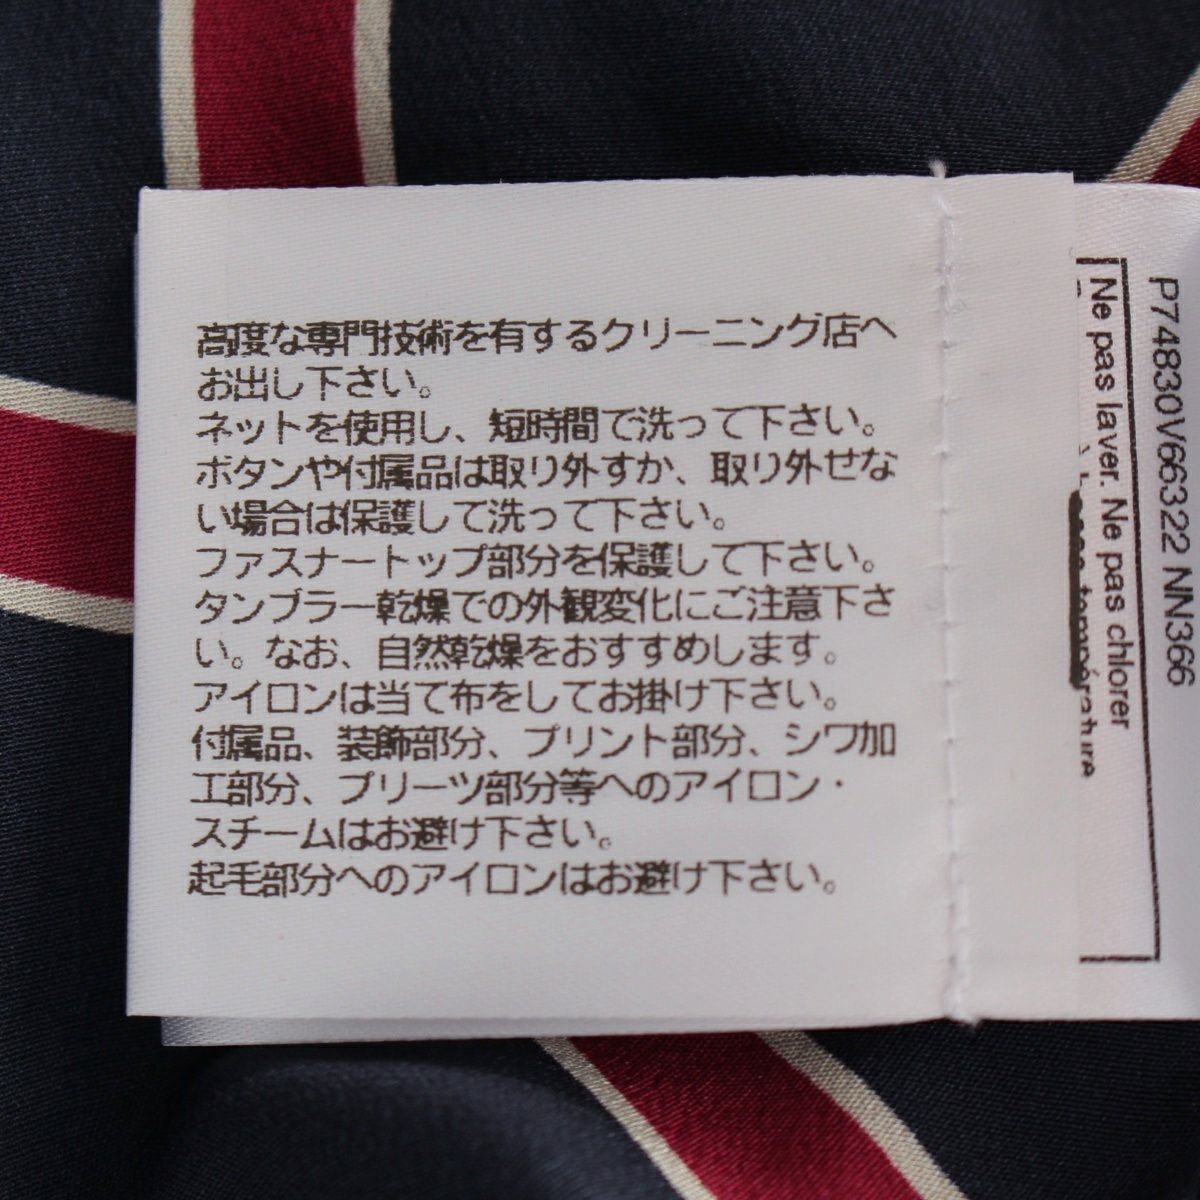 高度な専門技術を有するクリーニング店へ
お出し下さい。
ネットを使用し、短時間で洗って下さい。
ボタンや付属品は取り外すか、取り外せな
い場合は保護して洗って下さい。
ファスナートップ部分を保護して下さい。
タンブラー乾燥での外観変化にご注意下さ
い。なお、自然乾燥をおすすめします。
アイロンは当て布をしてお掛け下さい。
付属品、装飾部分、プリント部分、シワ加
工部分、プリーツ部分等へのアイロン・
スチームはお避け下さい。
起毛部分へのアイロンはお避け下さい。
P74830V66322 NN366
Ne pas laver. Ne pas chlorer
température